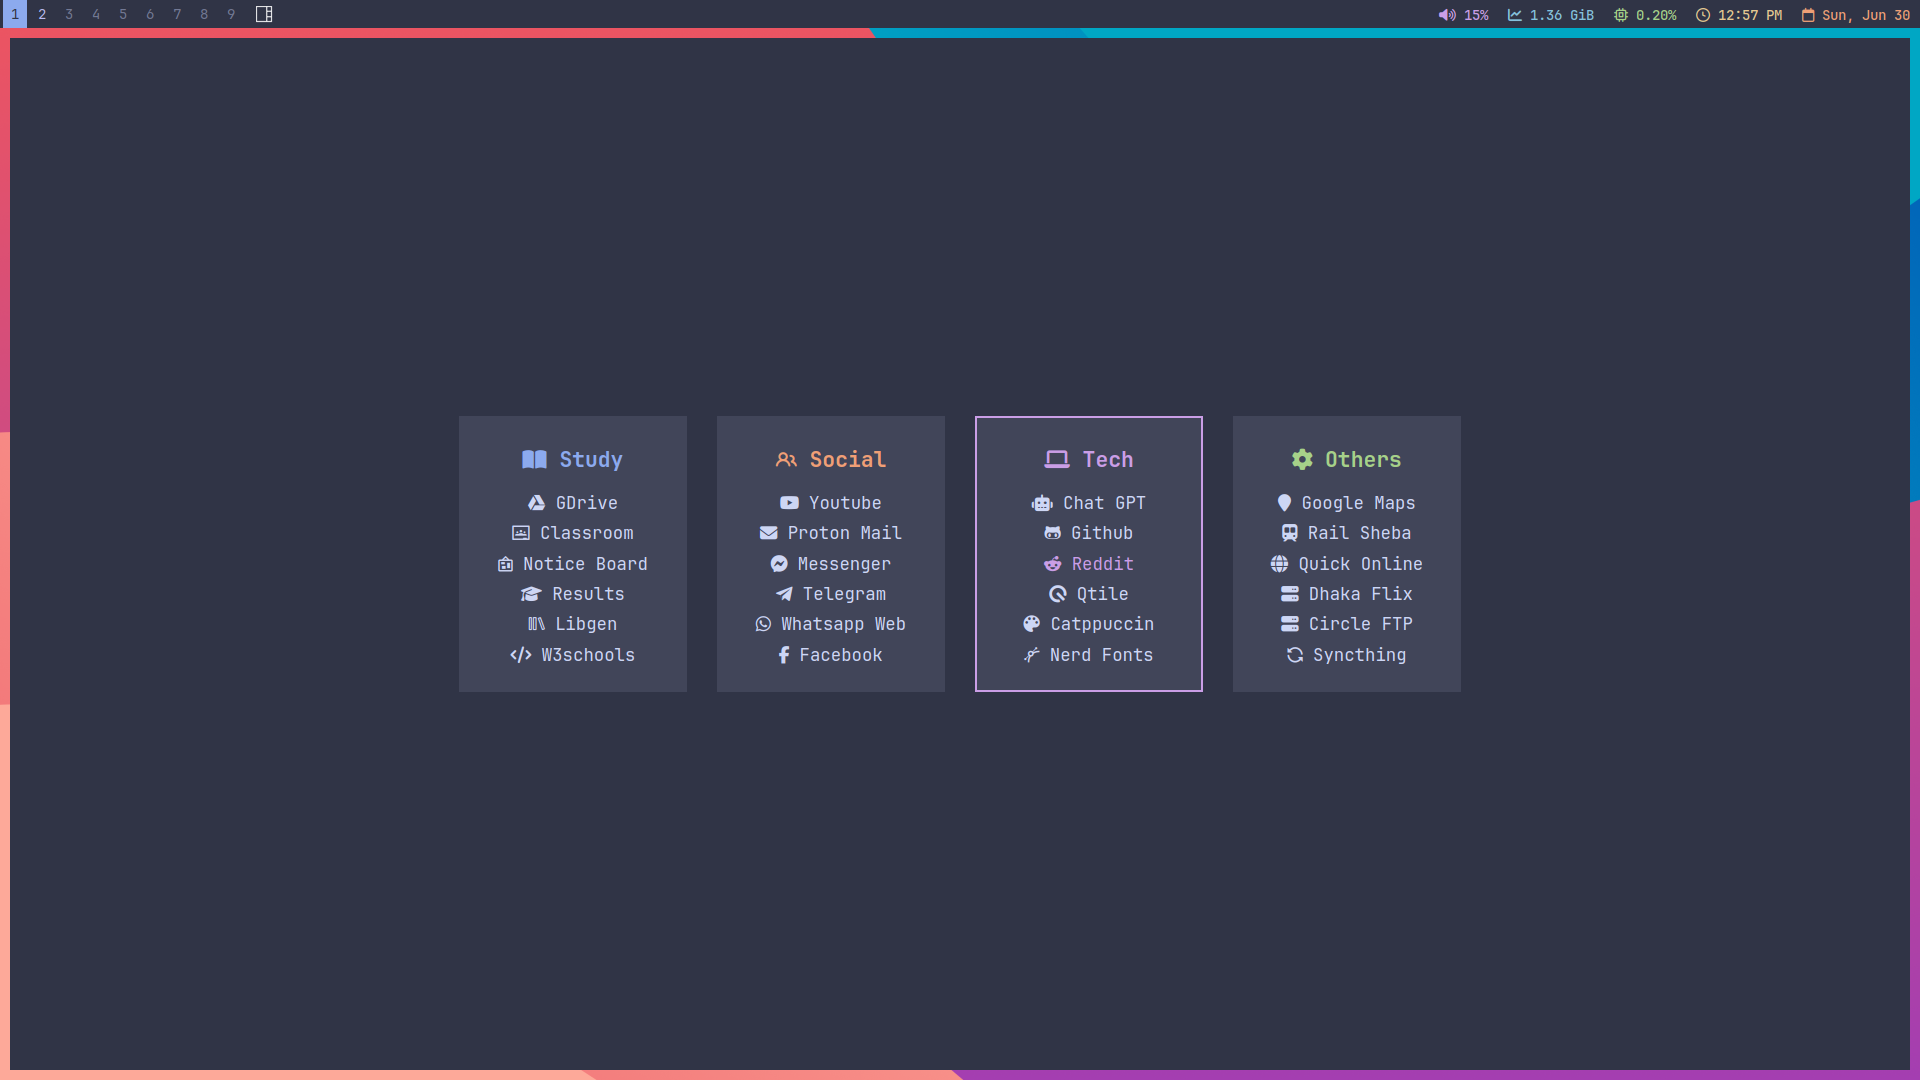 1 2 3 4 5 6 7 8 9 15% 1.36 GiB 0.20% 12:57 PM Sun, Jun 30
Study
GDrive
Classroom
Notice Board
Results
Libgen
W3schools
Social
Youtube
Proton Mail
Messenger
Telegram
Whatsapp Web
Facebook
Tech
Chat GPT
Github
Reddit
Qtile
Catppuccin
Nerd Fonts
Others
Google Maps
Rail Sheba
Quick Online
Dhaka Flix
Circle FTP
Syncthing